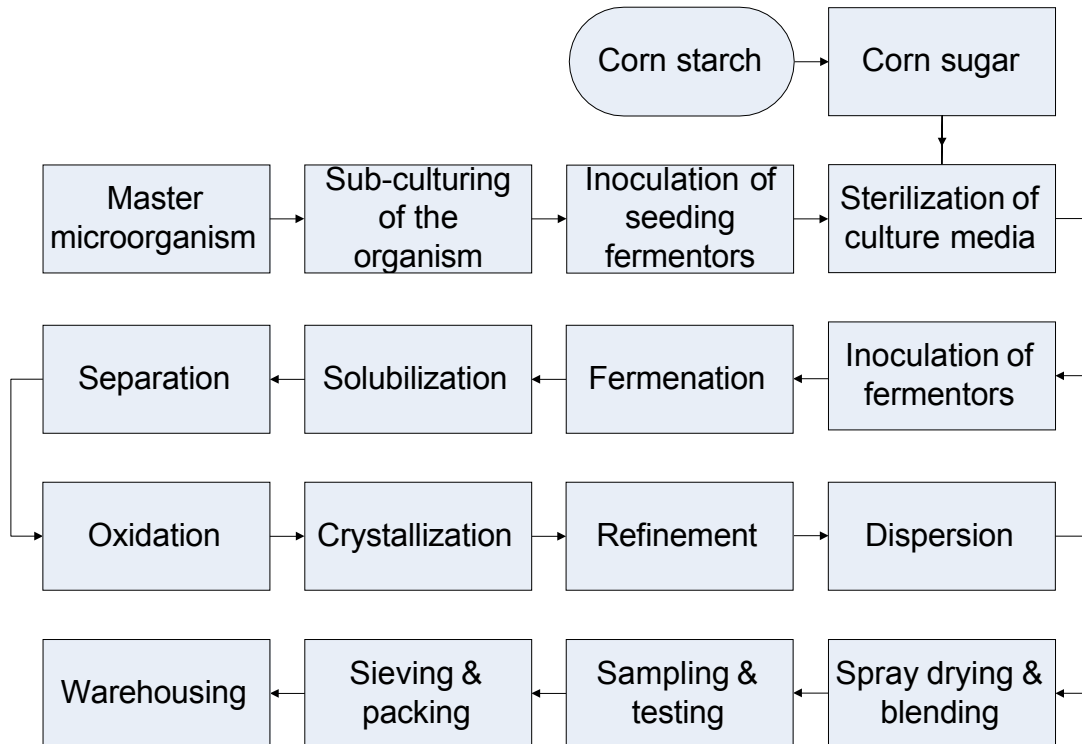 Corn starch
Corn sugar
Master
microorganism
Sub-culturing
of the
organism
Inoculation of
seeding
fermentors
Sterilization of
culture media
Separation
Solubilization
Fermenation
Inoculation of
fermentors
Oxidation
Crystallization
Refinement
Dispersion
Warehousing
Sieving &
packing
Sampling &
testing
Spray drying &
blending